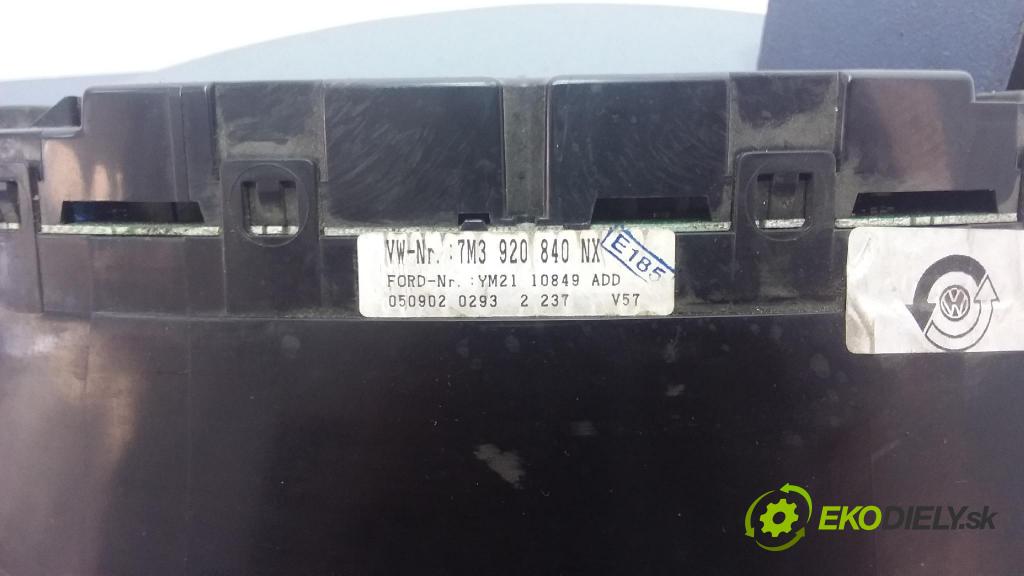 VW-Nr. :7M3 920 840 NX
E185
FORD-Nr. :YM21 10849 ADD
050902 0293 2 237 V57
VW
EKODIELY.sk